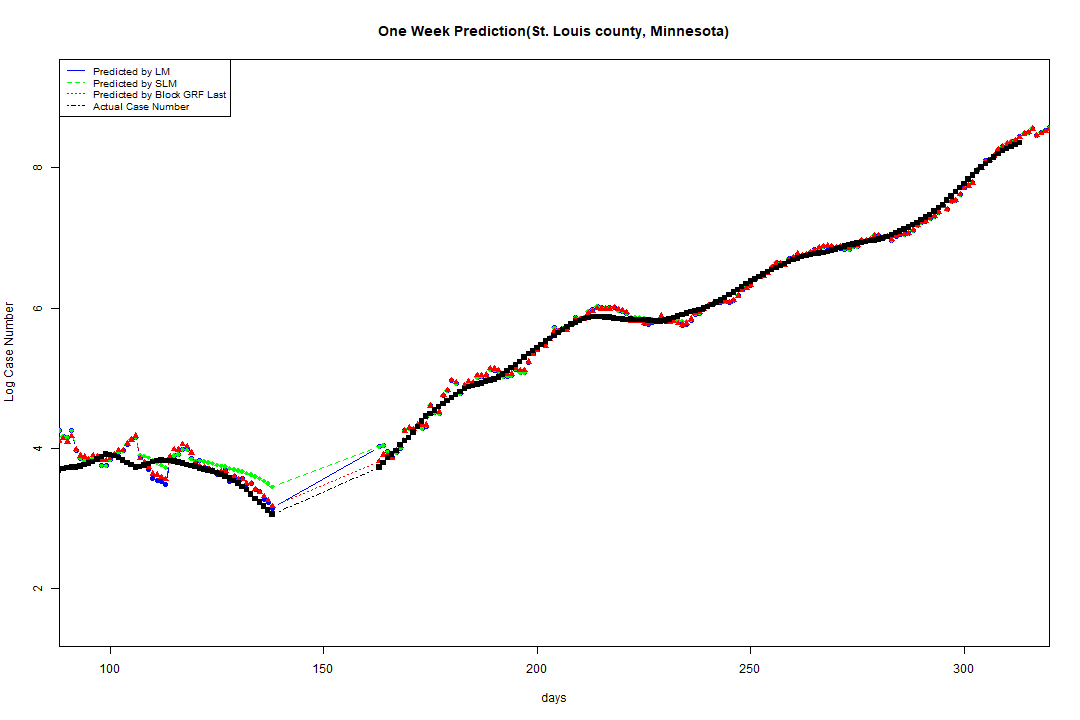 One Week Prediction(St. Louis county, Minnesota)
Predicted by LM
Predicted by SLM
Predicted by Block GRF Last
Actual Case Number
8
6
4
2
Log Case Number
100 150 200 250 300
days